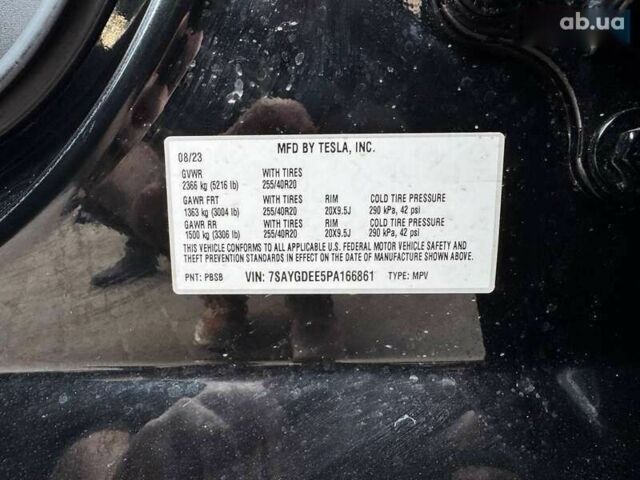 ab.ua
MFD BY TESLA, INC.
08/23
GVWR WITH TIRES
2366 kg (5216 lb) 255/40R20
GAWR FRT WITH TIRES RIM COLD TIRE PRESSURE
1363 kg (3004 lb) 255/40R20 20X9.5J 290 kPa, 42 psi
GAWR RR WITH TIRES RIM COLD TIRE PRESSURE
1500 kg (3306 lb) 255/40R20 20X9.5J 290 kPa, 42 psi
THIS VEHICLE CONFORMS TO ALL APPLICABLE U.S. FEDERAL MOTOR VEHICLE SAFETY AND
THEFT PREVENTION STANDARDS IN EFFECT ON THE DATE OF MANUFACTURE SHOWN ABOVE.
PNT: PBSB VIN: 7SAYGDEE5PA166861 TYPE: MPV